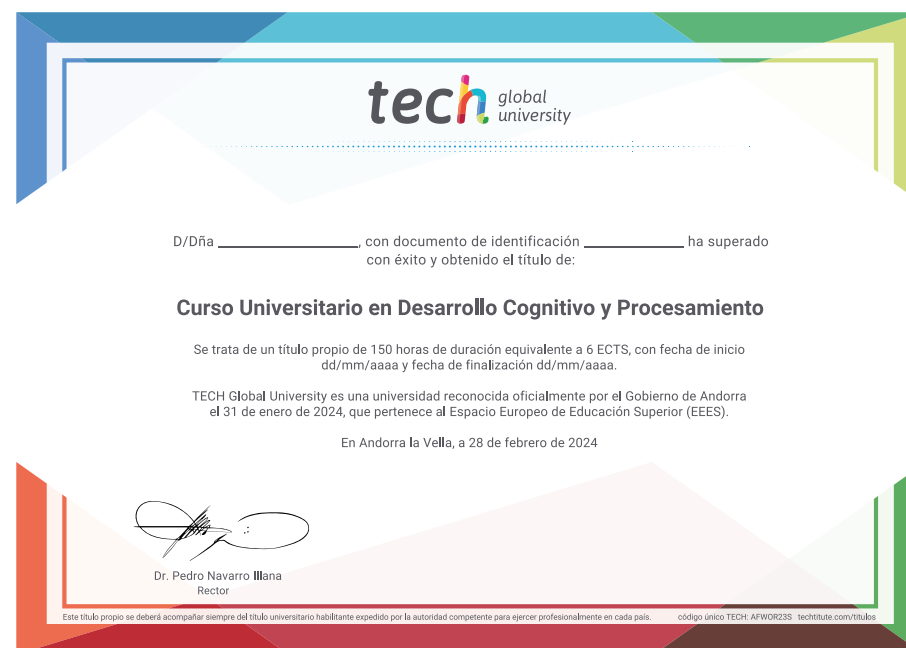 tech global university
D/Dña ____________________, con documento de identificación ______________ ha superado
con éxito y obtenido el título de:
Curso Universitario en Desarrollo Cognitivo y Procesamiento
Se trata de un título propio de 150 horas de duración equivalente a 6 ECTS, con fecha de inicio
dd/mm/aaaa y fecha de finalización dd/mm/aaaa.
TECH Global University es una universidad reconocida oficialmente por el Gobierno de Andorra
el 31 de enero de 2024, que pertenece al Espacio Europeo de Educación Superior (EEES).
En Andorra la Vella, a 28 de febrero de 2024
Dr. Pedro Navarro Illana
Rector
Este título propio se deberá acompañar siempre del título universitario habilitante expedido por la autoridad competente para ejercer profesionalmente en cada país. código único TECH: AFWOR23S techtitute.com/titulos